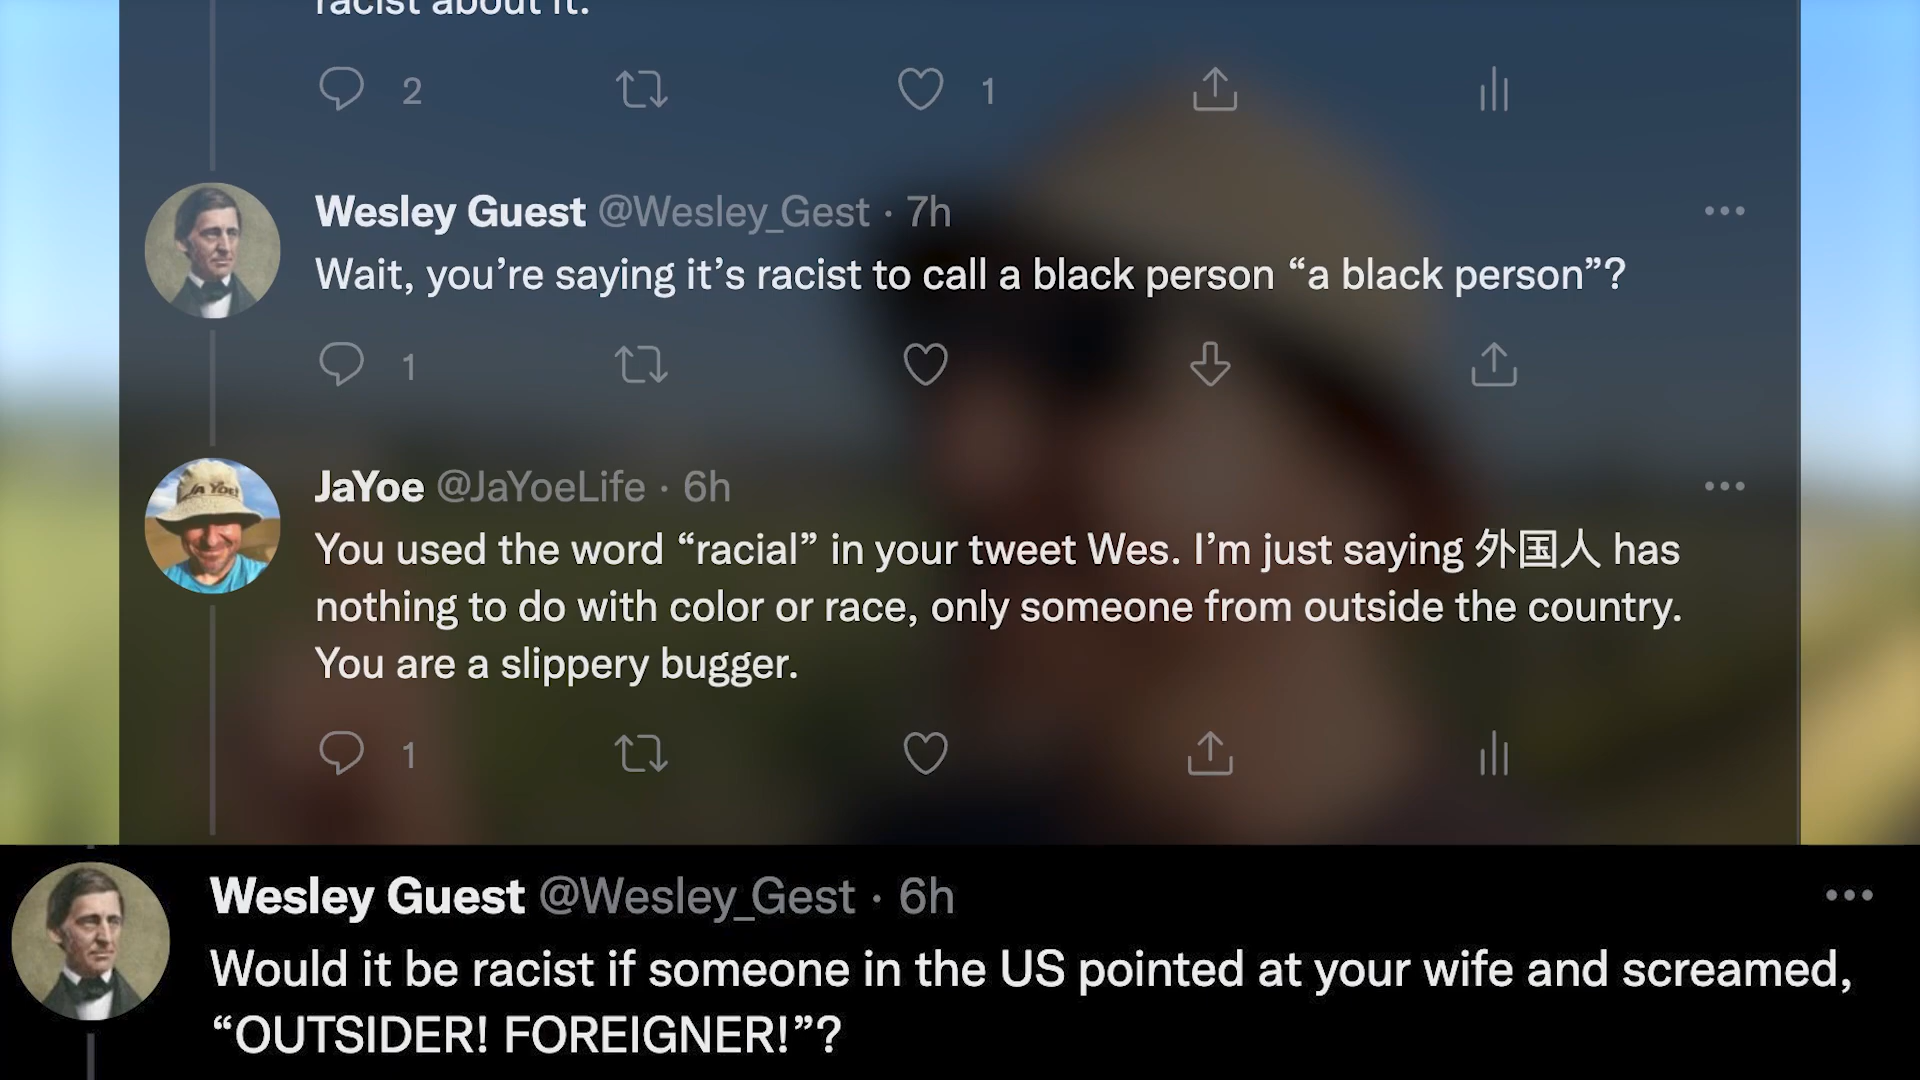 racist about it.
2
1
Wesley Guest @Wesley_Gest · 7h
Wait, you’re saying it’s racist to call a black person “a black person”?
1
JA YOE!
JaYoe @JaYoeLife · 6h
You used the word “racial” in your tweet Wes. I’m just saying 外国人 has
nothing to do with color or race, only someone from outside the country.
You are a slippery bugger.
1
Wesley Guest @Wesley_Gest · 6h
Would it be racist if someone in the US pointed at your wife and screamed,
“OUTSIDER! FOREIGNER!”?